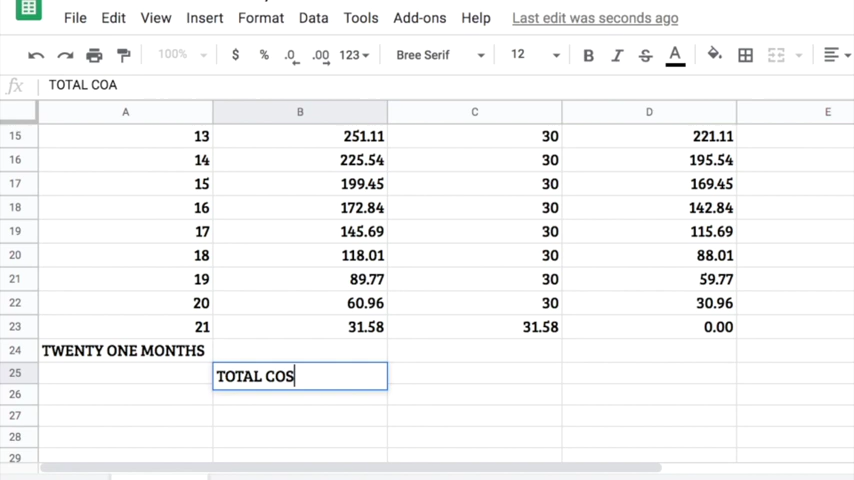 File Edit View Insert Format Data Tools Add-ons Help Last edit was seconds ago
100% $ % .0 .00 123 Bree Serif 12 B I S A
fx TOTAL COA
A B C D E
15 13 251.11 30 221.11
16 14 225.54 30 195.54
17 15 199.45 30 169.45
18 16 172.84 30 142.84
19 17 145.69 30 115.69
20 18 118.01 30 88.01
21 19 89.77 30 59.77
22 20 60.96 30 30.96
23 21 31.58 31.58 0.00
24 TWENTY ONE MONTHS
25 TOTAL COS
26
27
28
29